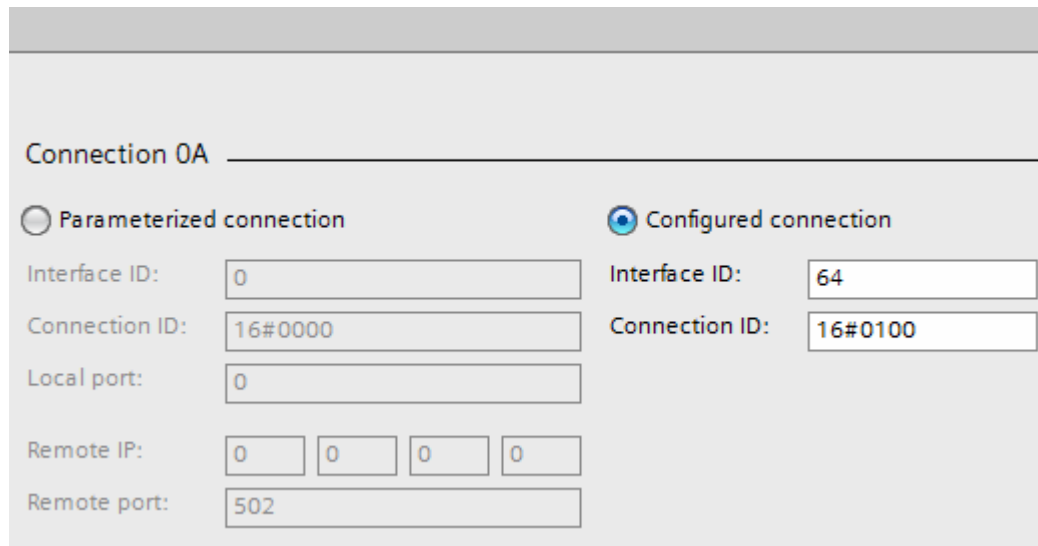 Connection 0A
Parameterized connection
Configured connection
Interface ID: 0
Interface ID: 64
Connection ID: 16#0000
Connection ID: 16#0100
Local port: 0
Remote IP: 0 0 0 0
Remote port: 502